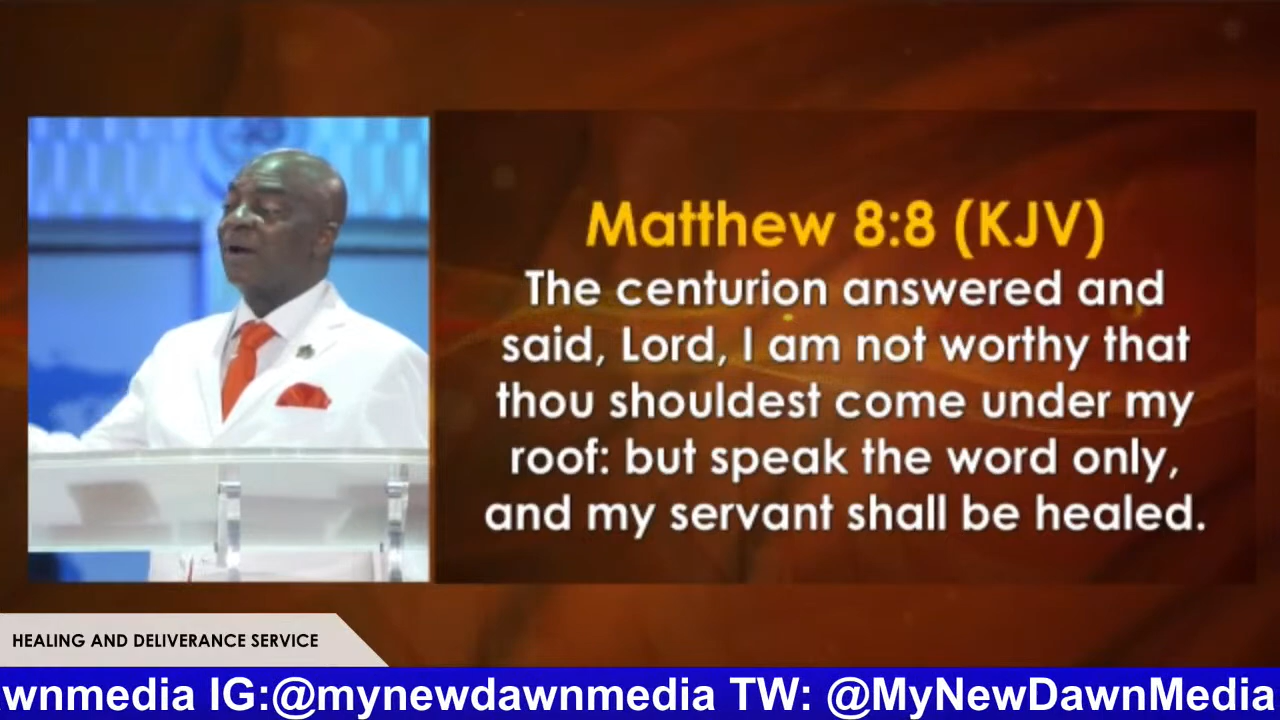 Matthew 8:8 (KJV)
The centurion answered and
said, Lord, I am not worthy that
thou shouldest come under my
roof: but speak the word only,
and my servant shall be healed.
HEALING AND DELIVERANCE SERVICE
wnmedia IG:@mynewdawnmedia TW: @MyNewDawnMedia